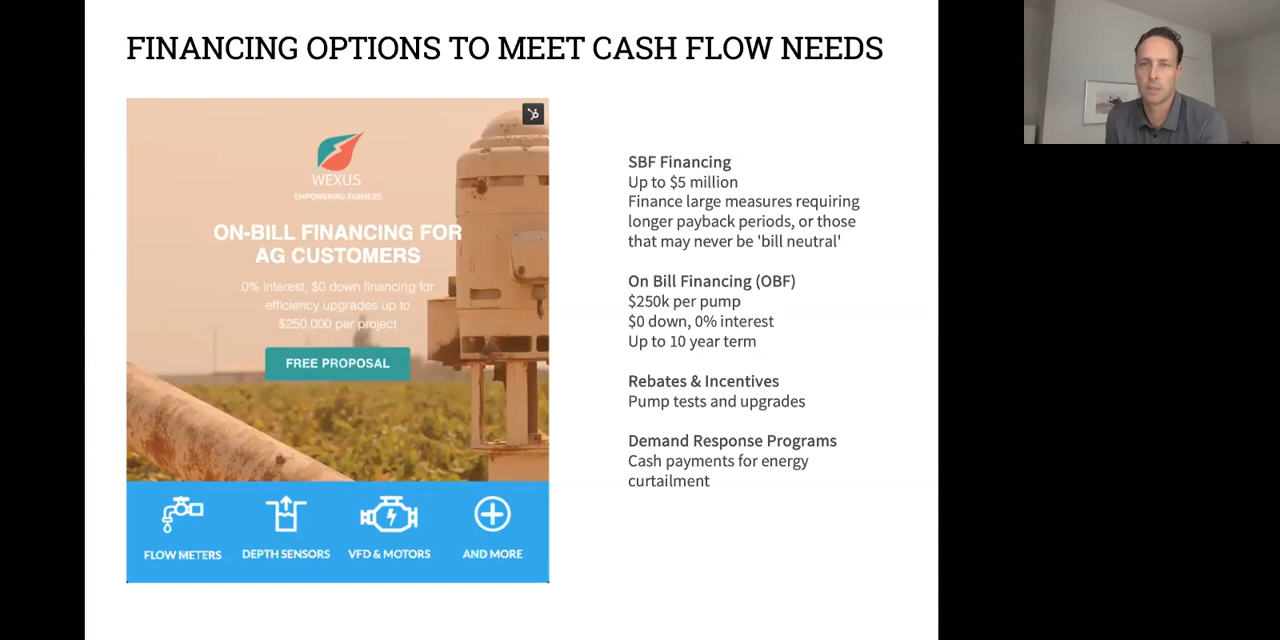 FINANCING OPTIONS TO MEET CASH FLOW NEEDS
WEXUS
EMPOWERING FARMERS
ON-BILL FINANCING FOR
AG CUSTOMERS
0% interest, $0 down financing for
efficiency upgrades up to
$250,000 per project
FREE PROPOSAL
FLOW METERS
DEPTH SENSORS
VFD & MOTORS
AND MORE
SBF Financing
Up to $5 million
Finance large measures requiring
longer payback periods, or those
that may never be 'bill neutral'
On Bill Financing (OBF)
$250k per pump
$0 down, 0% interest
Up to 10 year term
Rebates & Incentives
Pump tests and upgrades
Demand Response Programs
Cash payments for energy
curtailment